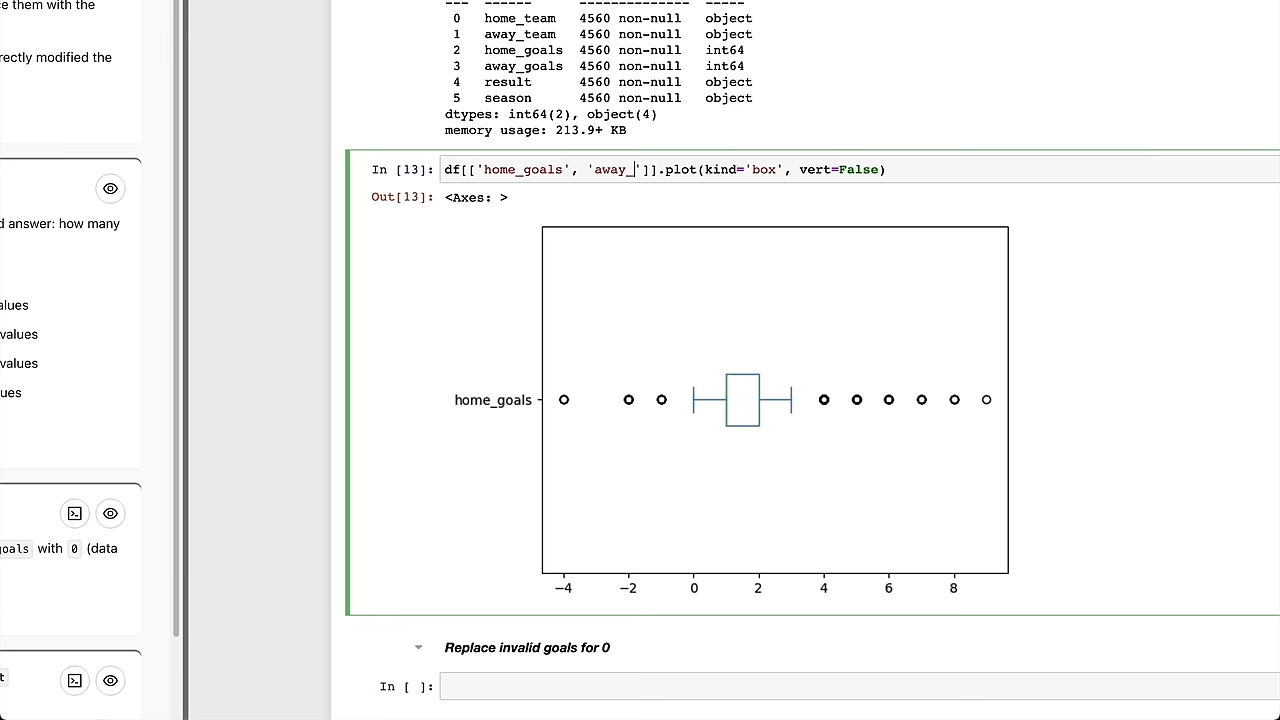 ce them with the
rectly modified the
d answer: how many
alues
values
values
ues
goals with 0 (data
t
--- ------ -------------- -----
0 home_team 4560 non-null object
1 away_team 4560 non-null object
2 home_goals 4560 non-null int64
3 away_goals 4560 non-null int64
4 result 4560 non-null object
5 season 4560 non-null object
dtypes: int64(2), object(4)
memory usage: 213.9+ KB
In [13]: df[['home_goals', 'away_']].plot(kind='box', vert=False)
Out[13]: <Axes: >
home_goals
−4 −2 0 2 4 6 8
Replace invalid goals for 0
In [ ]: